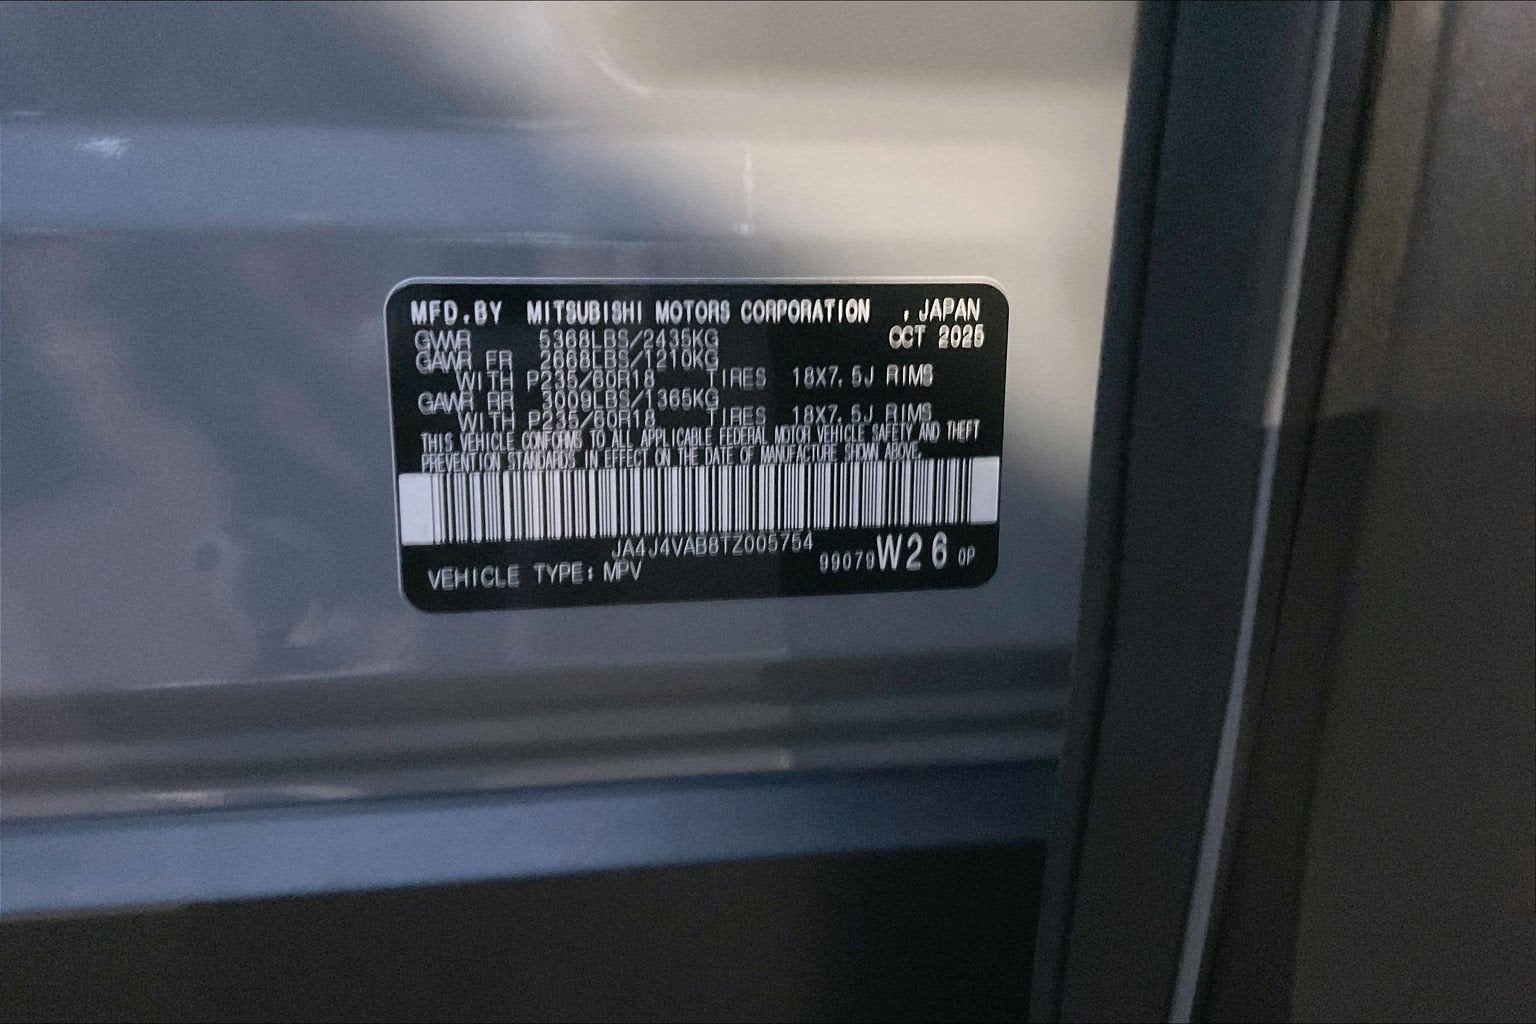 MFD.BY MITSUBISHI MOTORS CORPORATION , JAPAN
GVWR 5368LBS/2435KG OCT 2025
GAWR FR 2668LBS/1210KG
WITH P235/60R18 TIRES 18X7.5J RIMS
GAWR RR 3009LBS/1365KG
WITH P235/60R18 TIRES 18X7.5J RIMS
THIS VEHICLE CONFORMS TO ALL APPLICABLE FEDERAL MOTOR VEHICLE SAFETY AND THEFT
PREVENTION STANDARDS IN EFFECT ON THE DATE OF MANUFACTURE SHOWN ABOVE.
JA4J4VAB8TZ005754
VEHICLE TYPE: MPV 99079W26 0P